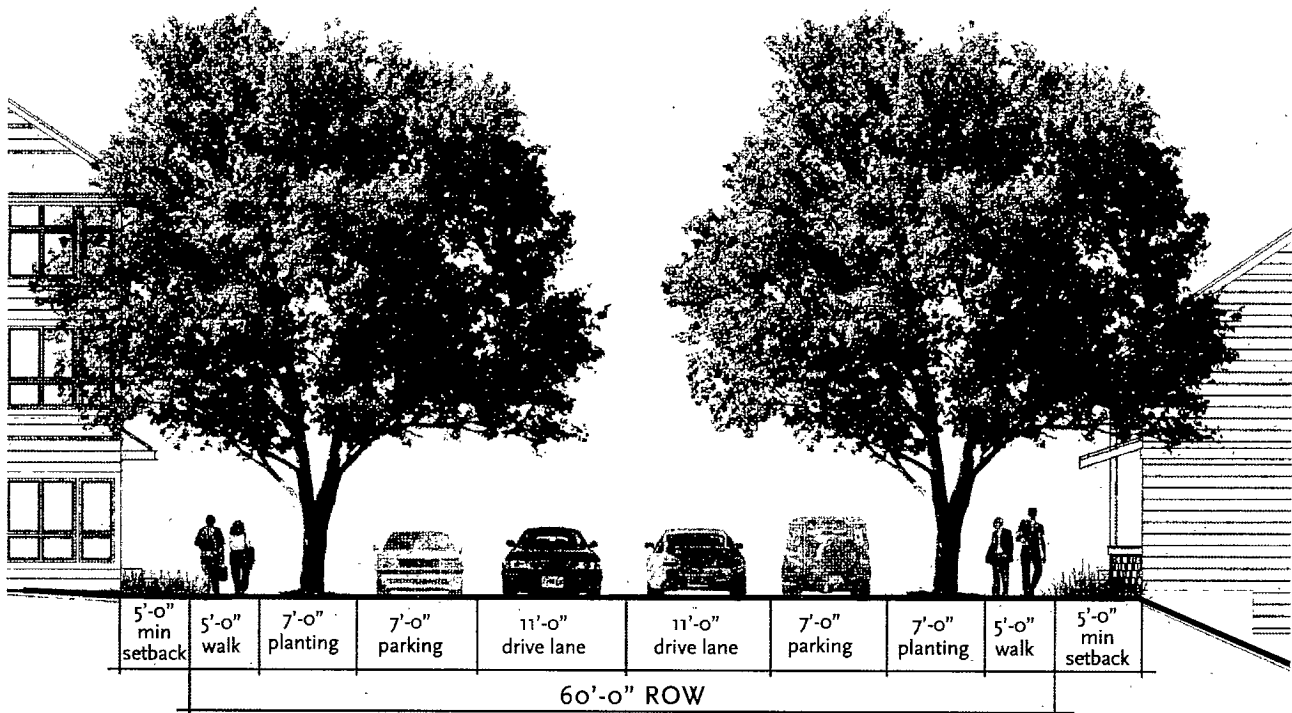 5'-0"
min
setback
5'-0"
walk
7'-0"
planting
7'-0"
parking
11'-0"
drive lane
11'-0"
drive lane
7'-0"
parking
7'-0"
planting
5'-0"
walk
5'-0"
min
setback
60'-0" ROW